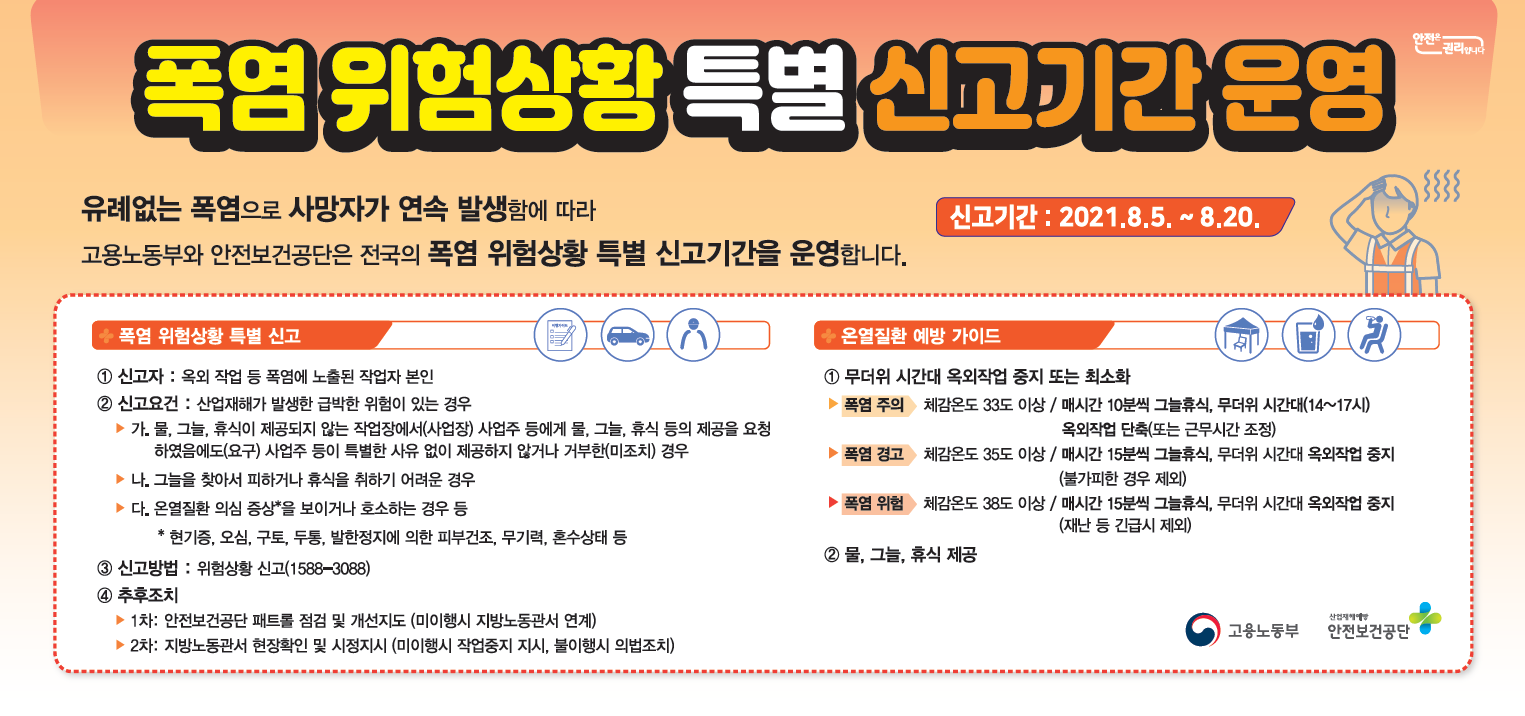 안전은
권리입니다
폭염 위험상황 특별 신고기간 운영
유례없는 폭염으로 사망자가 연속 발생함에 따라
고용노동부와 안전보건공단은 전국의 폭염 위험상황 특별 신고기간을 운영합니다.
신고기간 : 2021.8.5. ~ 8.20.
폭염 위험상황 특별 신고
① 신고자 : 옥외 작업 등 폭염에 노출된 작업자 본인
② 신고요건 : 산업재해가 발생한 급박한 위험이 있는 경우
▶ 가. 물, 그늘, 휴식이 제공되지 않는 작업장에서(사업장) 사업주 등에게 물, 그늘, 휴식 등의 제공을 요청
하였음에도(요구) 사업주 등이 특별한 사유 없이 제공하지 않거나 거부한(미조치) 경우
▶ 나. 그늘을 찾아서 피하거나 휴식을 취하기 어려운 경우
▶ 다. 온열질환 의심 증상*을 보이거나 호소하는 경우 등
* 현기증, 오심, 구토, 두통, 발한정지에 의한 피부건조, 무기력, 혼수상태 등
③ 신고방법 : 위험상황 신고(1588-3088)
④ 추후조치
▶ 1차: 안전보건공단 패트롤 점검 및 개선지도 (미이행시 지방노동관서 연계)
▶ 2차: 지방노동관서 현장확인 및 시정지시 (미이행시 작업중지 지시, 불이행시 의법조치)
온열질환 예방 가이드
① 무더위 시간대 옥외작업 중지 또는 최소화
▶ 폭염 주의 체감온도 33도 이상 / 매시간 10분씩 그늘휴식, 무더위 시간대(14~17시)
옥외작업 단축(또는 근무시간 조정)
▶ 폭염 경고 체감온도 35도 이상 / 매시간 15분씩 그늘휴식, 무더위 시간대 옥외작업 중지
(불가피한 경우 제외)
▶ 폭염 위험 체감온도 38도 이상 / 매시간 15분씩 그늘휴식, 무더위 시간대 옥외작업 중지
(재난 등 긴급시 제외)
② 물, 그늘, 휴식 제공
고용노동부
산업재해예방
안전보건공단